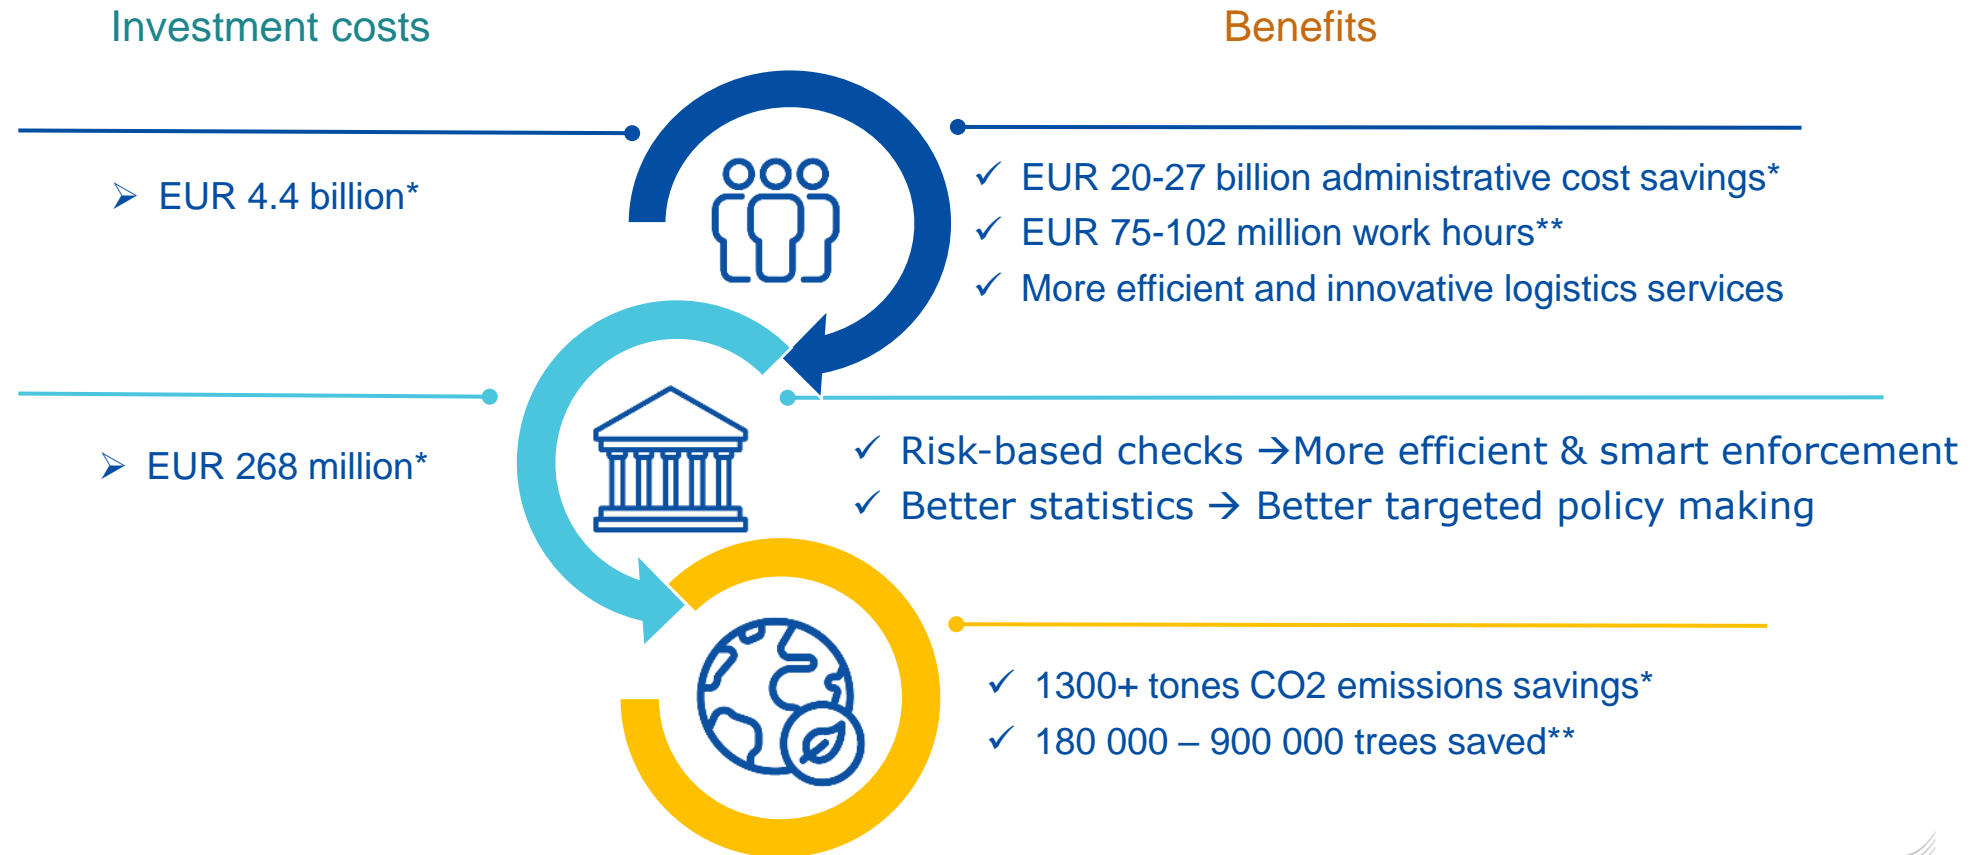 Investment costs
Benefits
➢ EUR 4.4 billion*
✓ EUR 20-27 billion administrative cost savings*
✓ EUR 75-102 million work hours**
✓ More efficient and innovative logistics services
➢ EUR 268 million*
✓ Risk-based checks →More efficient & smart enforcement
✓ Better statistics → Better targeted policy making
✓ 1300+ tones CO2 emissions savings*
✓ 180 000 – 900 000 trees saved**